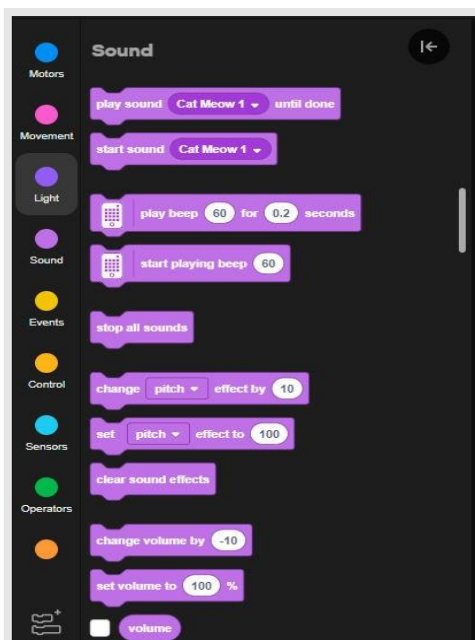 Motors
Movement
Light
Sound
Events
Control
Sensors
Operators
Sound
play sound Cat Meow 1 until done
start sound Cat Meow 1
play beep 60 for 0.2 seconds
start playing beep 60
stop all sounds
change pitch effect by 10
set pitch effect to 100
clear sound effects
change volume by -10
set volume to 100 %
volume